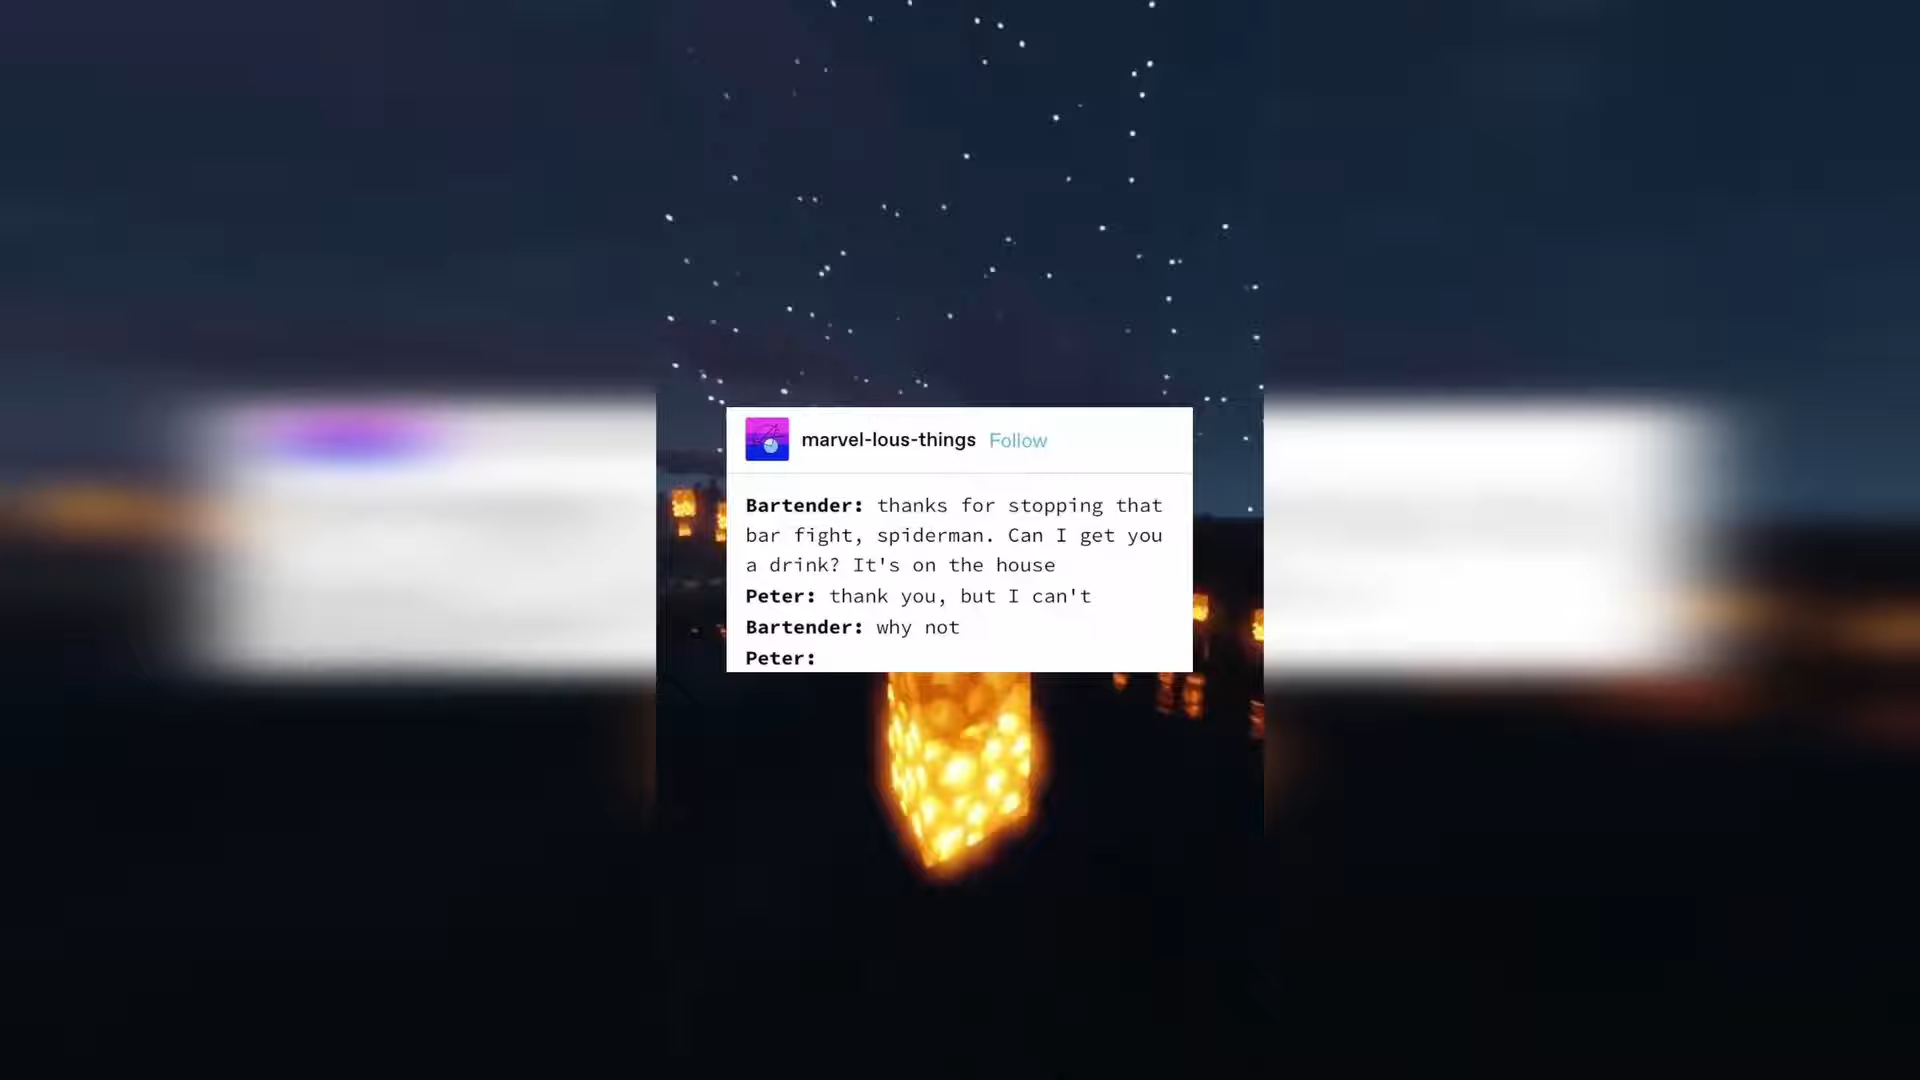 marvel-lous-things Follow
Bartender: thanks for stopping that
bar fight, spiderman. Can I get you
a drink? It's on the house
Peter: thank you, but I can't
Bartender: why not
Peter: